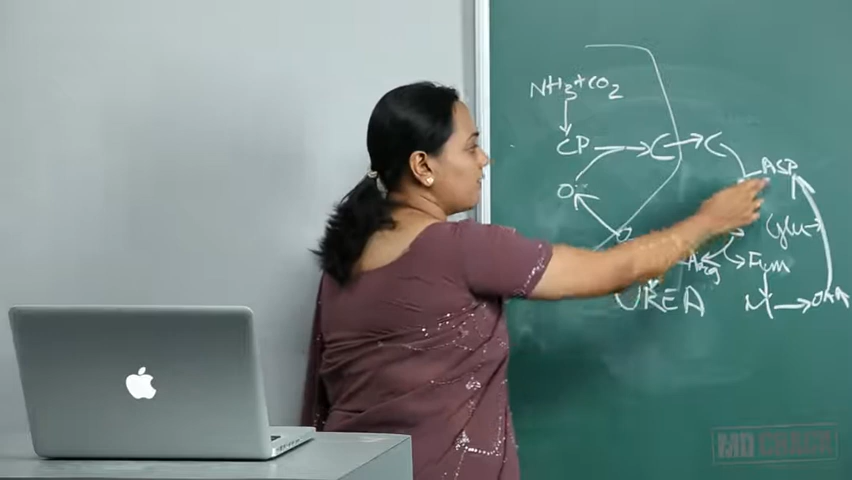 NH3+CO2
CP → C → C
ASP
O
O
Glu
Arg Fum
UREA
M → OAA
MD CRACK